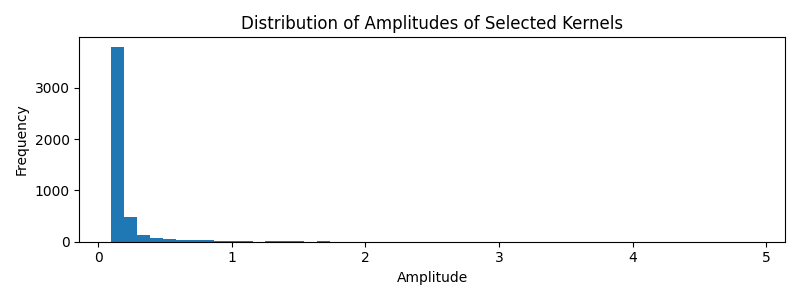 Distribution of Amplitudes of Selected Kernels
Frequency
3000
2000
1000
0
0 1 2 3 4 5
Amplitude